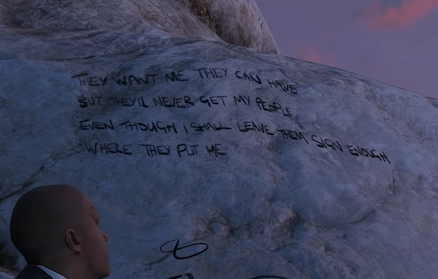 THEY WANT ME THEY CAN HAVE
BUT THEY'LL NEVER GET MY PEOPLE
EVEN THOUGH I SHALL LEAVE THEM SIGN ENOUGH
WHERE THEY PUT ME